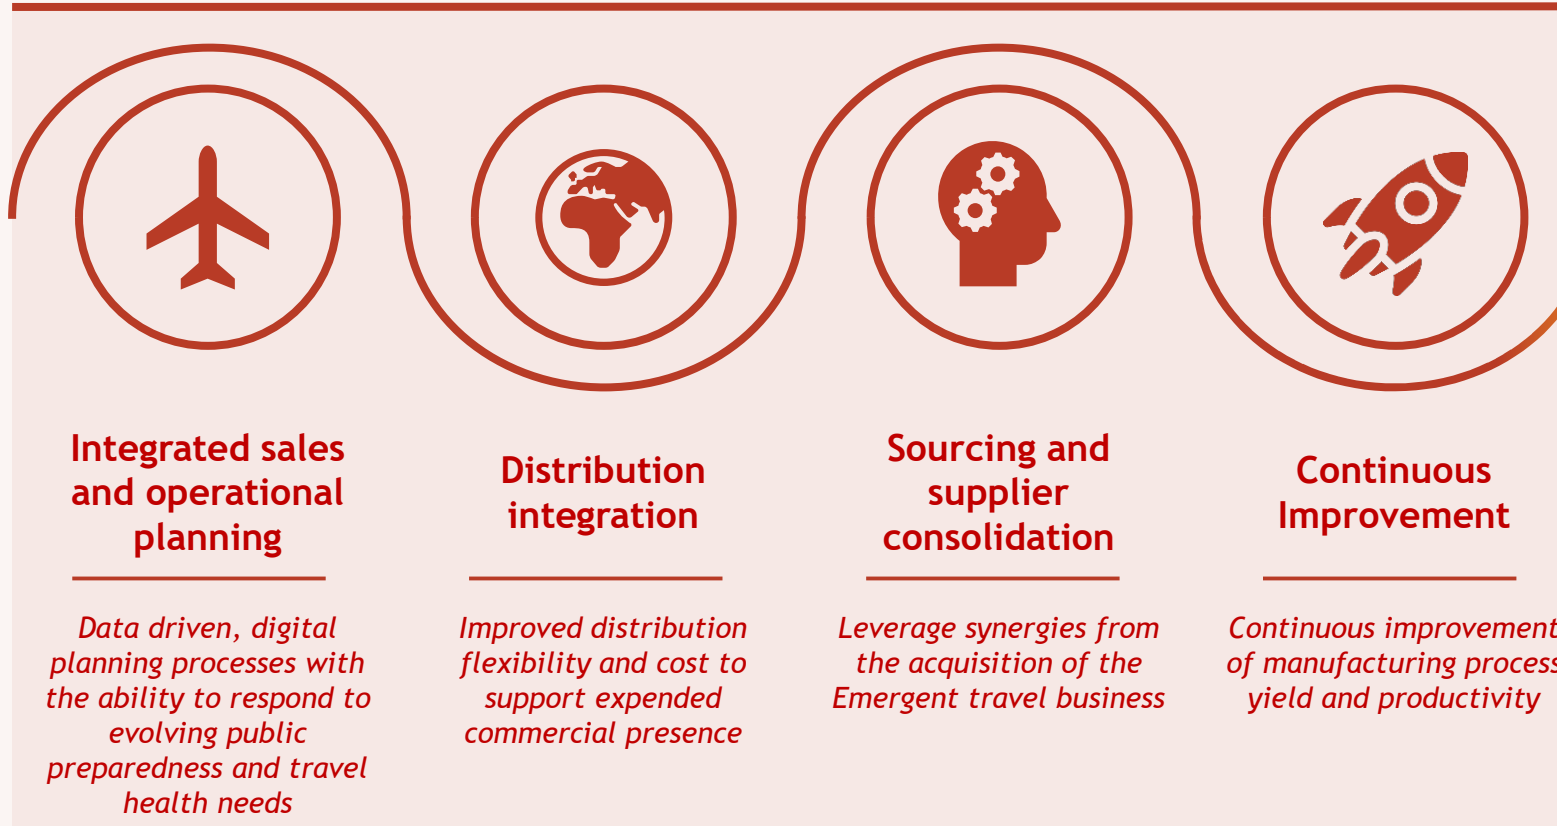 Integrated sales
and operational
planning
Data driven, digital
planning processes with
the ability to respond to
evolving public
preparedness and travel
health needs
Distribution
integration
Improved distribution
flexibility and cost to
support expended
commercial presence
Sourcing and
supplier
consolidation
Leverage synergies from
the acquisition of the
Emergent travel business
Continuous
Improvement
Continuous improvement
of manufacturing process
yield and productivity